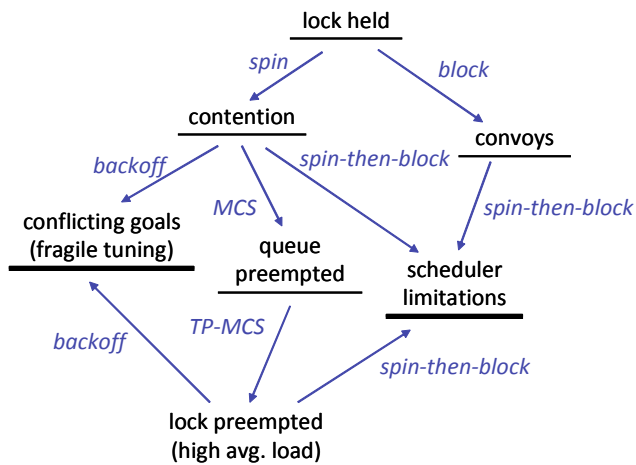 lock held
spin
block
contention
convoys
backoff
spin-then-block
MCS
spin-then-block
conflicting goals
(fragile tuning)
queue
preempted
scheduler
limitations
TP-MCS
backoff
spin-then-block
lock preempted
(high avg. load)